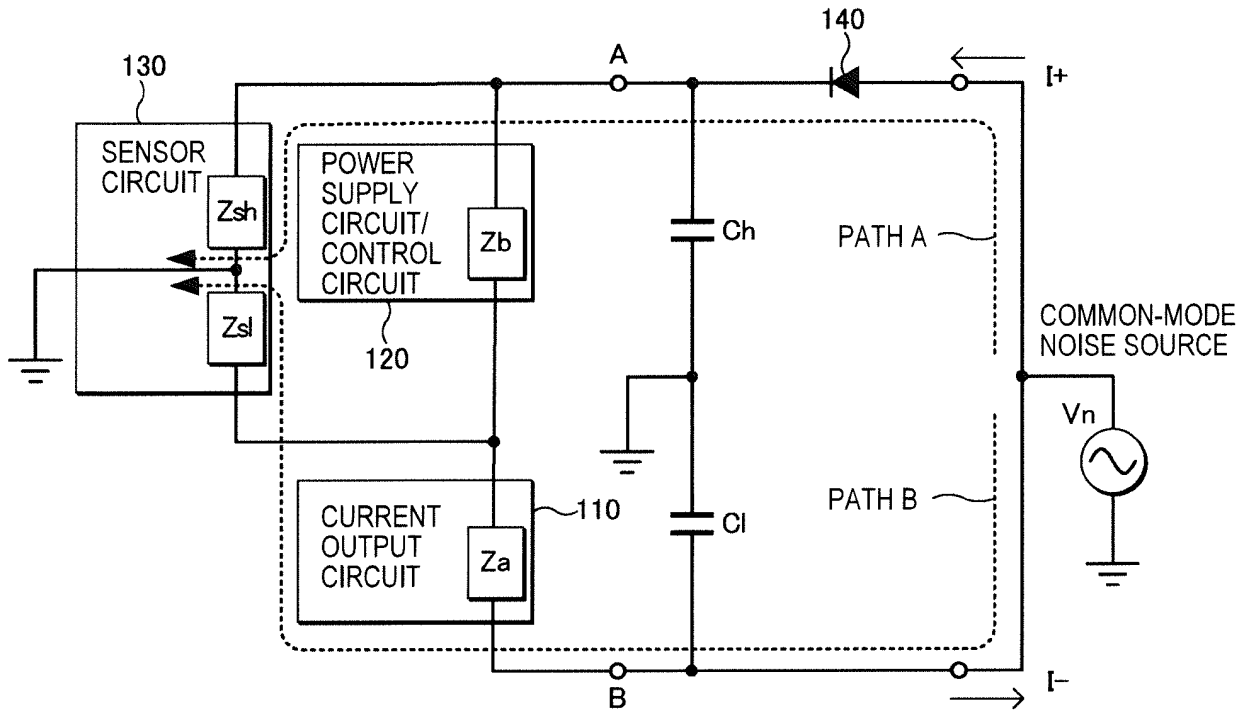 140
A
I+
130
SENSOR
CIRCUIT
Zsh
POWER
SUPPLY
CIRCUIT/
CONTROL
CIRCUIT
Zb
Ch
PATH A
Zsl
120
COMMON-MODE
NOISE SOURCE
Vn
CURRENT
OUTPUT
CIRCUIT
110
Za
Cl
PATH B
B
I-